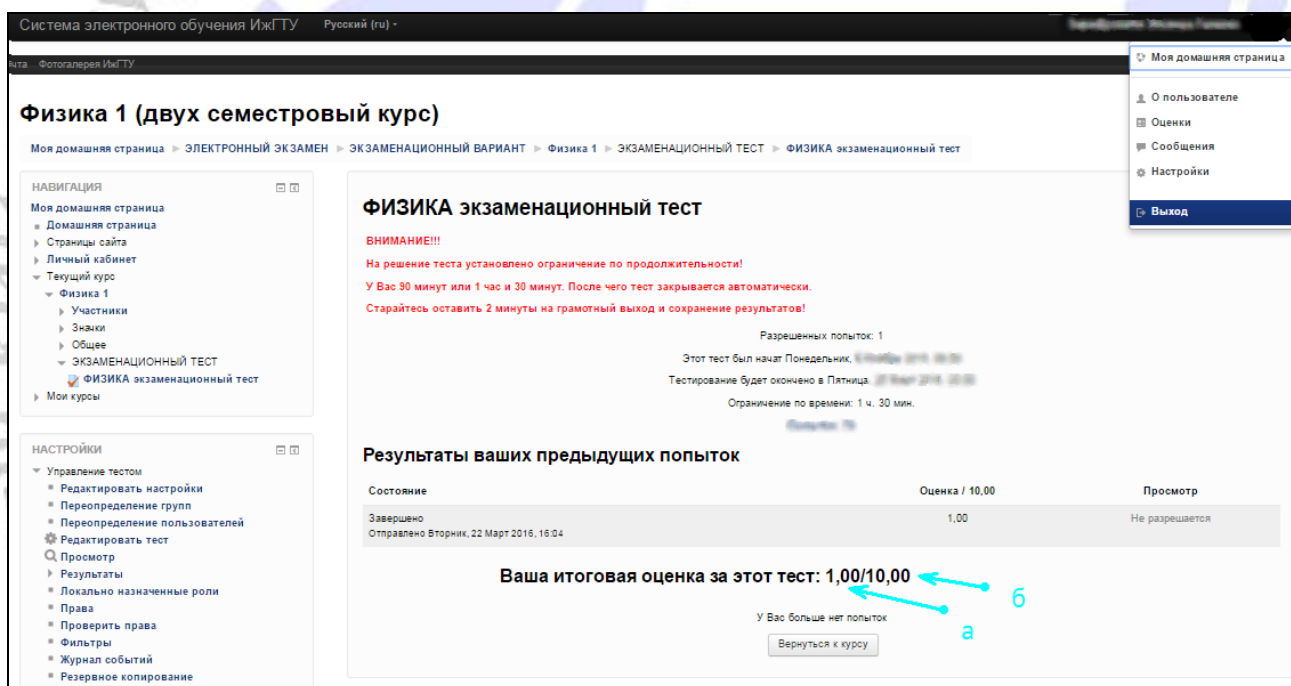 Система электронного обучения ИжГТУ Русский (ru)
Фотогалерея ИжГТУ
Моя домашняя страница
О пользователе
Оценки
Сообщения
Настройки
Выход
Физика 1 (двух семестровый курс)
Моя домашняя страница ЭЛЕКТРОННЫЙ ЭКЗАМЕН ЭКЗАМЕНАЦИОННЫЙ ВАРИАНТ Физика 1 ЭКЗАМЕНАЦИОННЫЙ ТЕСТ ФИЗИКА экзаменационный тест
НАВИГАЦИЯ
Моя домашняя страница
Домашняя страница
Страницы сайта
Личный кабинет
Текущий курс
Физика 1
Участники
Значки
Общее
ЭКЗАМЕНАЦИОННЫЙ ТЕСТ
ФИЗИКА экзаменационный тест
Мои курсы
НАСТРОЙКИ
Управление тестом
Редактировать настройки
Переопределение групп
Переопределение пользователей
Редактировать тест
Просмотр
Результаты
Локально назначенные роли
Права
Проверить права
Фильтры
Журнал событий
Резервное копирование
ФИЗИКА экзаменационный тест
ВНИМАНИЕ!!!
На решение теста установлено ограничение по продолжительности!
У Вас 90 минут или 1 час и 30 минут. После чего тест закрывается автоматически.
Старайтесь оставить 2 минуты на грамотный выход и сохранение результатов!
Разрешенных попыток: 1
Этот тест был начат Понедельник,
Тестирование будет окончено в Пятница,
Ограничение по времени: 1 ч. 30 мин.
Результаты ваших предыдущих попыток
Состояние Оценка / 10,00 Просмотр
Завершено 1,00 Не разрешается
Отправлено Вторник, 22 Март 2016, 16:04
Ваша итоговая оценка за этот тест: 1,00/10,00
б
а
У Вас больше нет попыток
Вернуться к курсу